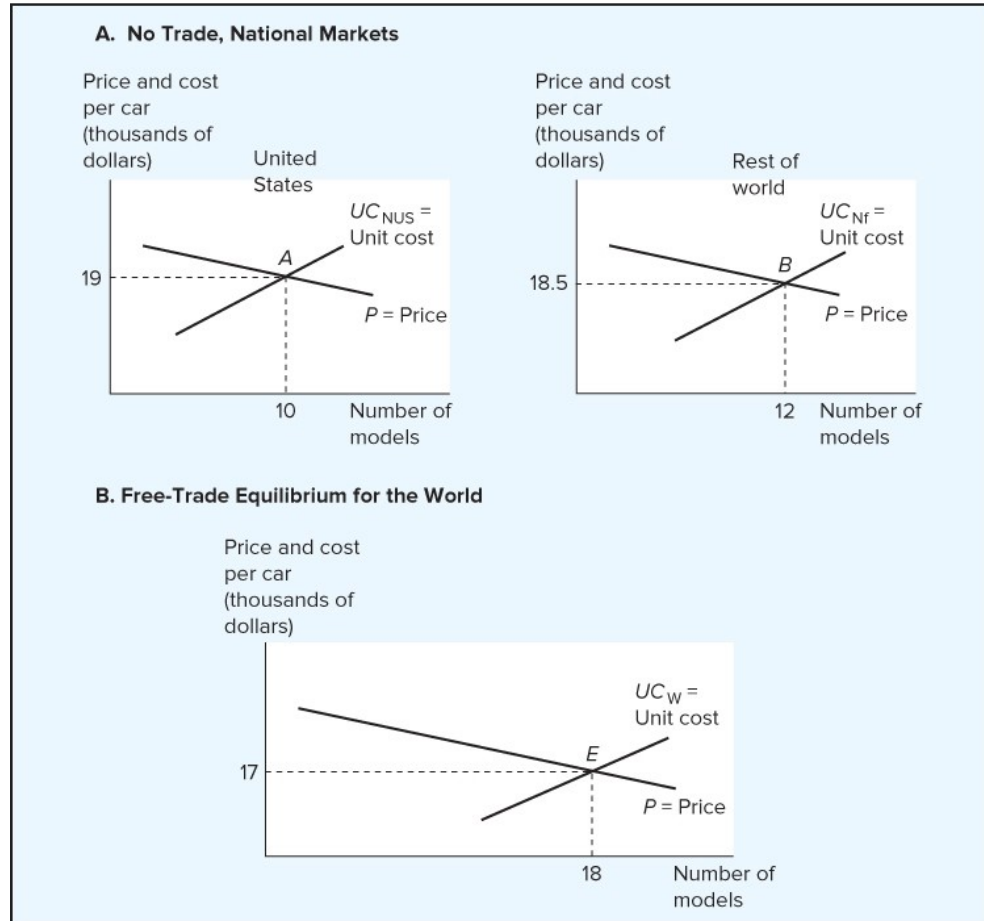 A. No Trade, National Markets
Price and cost
per car
(thousands of
dollars)
United
States
UC NUS =
Unit cost
A
19
P = Price
10
Number of
models
Price and cost
per car
(thousands of
dollars)
Rest of
world
UC Nf =
Unit cost
B
18.5
P = Price
12
Number of
models
B. Free-Trade Equilibrium for the World
Price and cost
per car
(thousands of
dollars)
UC W =
Unit cost
E
17
P = Price
18
Number of
models